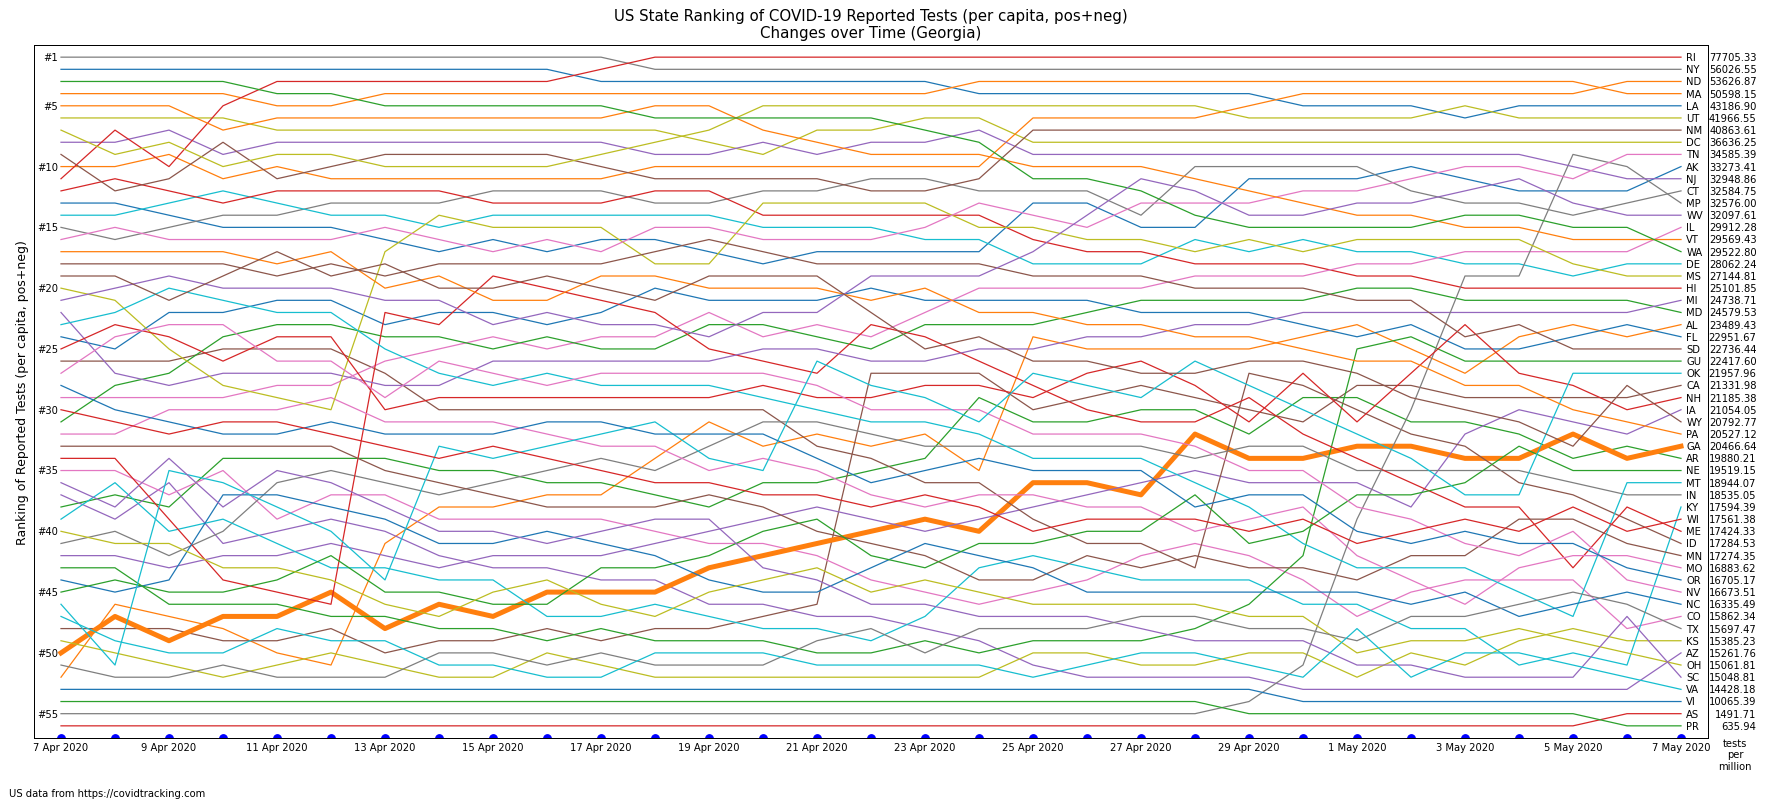 US State Ranking of COVID-19 Reported Tests (per capita, pos+neg)
Changes over Time (Georgia)
Ranking of Reported Tests (per capita, pos+neg)
#1
#5
#10
#15
#20
#25
#30
#35
#40
#45
#50
#55
RI 77705.33
NY 56026.55
ND 53626.87
MA 50598.15
LA 43186.90
UT 41966.55
NM 40863.61
DC 36636.25
TN 34585.39
AK 33273.41
NJ 32948.86
CT 32584.75
MP 32576.00
WV 32097.61
IL 29912.28
VT 29569.43
WA 29522.80
DE 28062.24
MS 27144.81
HI 25101.85
MI 24738.71
MD 24579.53
AL 23489.43
FL 22951.67
SD 22736.44
GU 22417.60
OK 21957.96
CA 21331.98
NH 21185.38
IA 21054.05
WY 20792.77
PA 20527.12
GA 20466.64
AR 19880.21
NE 19519.15
MT 18944.07
IN 18535.05
KY 17594.39
WI 17561.38
ME 17424.33
ID 17284.53
MN 17274.35
MO 16883.62
OR 16705.17
NV 16673.51
NC 16335.49
CO 15862.34
TX 15697.47
KS 15385.23
AZ 15261.76
OH 15061.81
SC 15048.81
VA 14428.18
VI 10065.39
AS 1491.71
PR 635.94
7 Apr 2020
9 Apr 2020
11 Apr 2020
13 Apr 2020
15 Apr 2020
17 Apr 2020
19 Apr 2020
21 Apr 2020
23 Apr 2020
25 Apr 2020
27 Apr 2020
29 Apr 2020
1 May 2020
3 May 2020
5 May 2020
7 May 2020
tests
per
million
US data from https://covidtracking.com